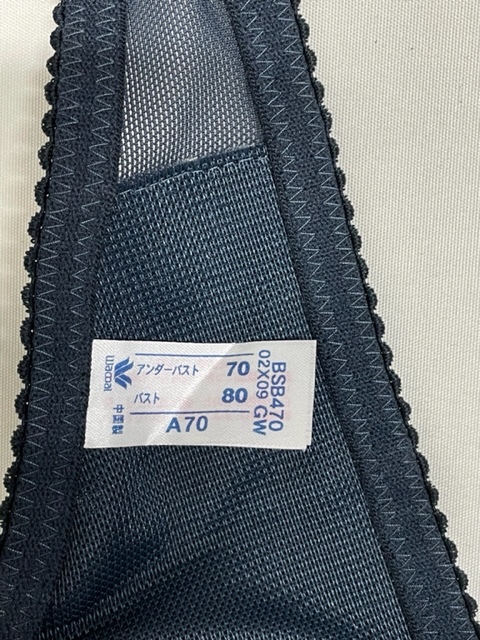 Wacoal
アンダーバスト 70
バスト 80
A70
中国製
BSB470
02X09 GW